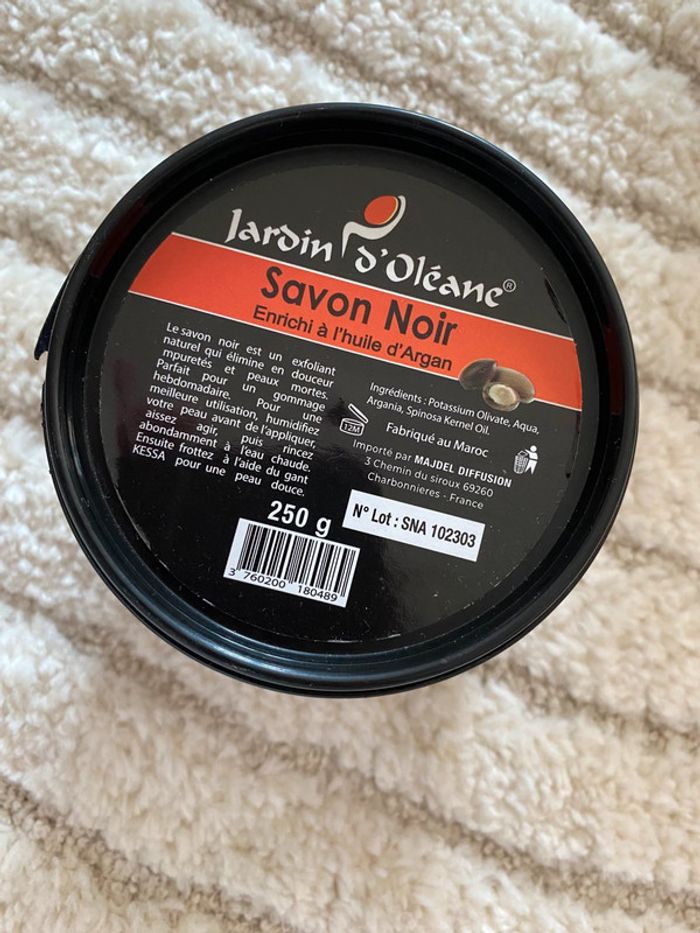 Jardin d'Oléane®
Savon Noir
Enrichi à l'huile d'Argan
Le savon noir est un exfoliant
naturel qui élimine en douceur
mpuretés et peaux mortes.
Parfait pour un gommage
hebdomadaire. Pour une
meilleure utilisation, humidifiez
votre peau avant de l'appliquer,
aissez agir, puis rincez
abondamment à l'eau chaude.
Ensuite frottez à l'aide du gant
KESSA pour une peau douce.
Ingrédients : Potassium Olivate, Aqua,
Argania, Spinosa Kernel Oil.
12M
Fabriqué au Maroc
Importé par MAJDEL DIFFUSION
3 Chemin du siroux 69260
Charbonnieres - France
250 g
N° Lot : SNA 102303
3 760200 180489